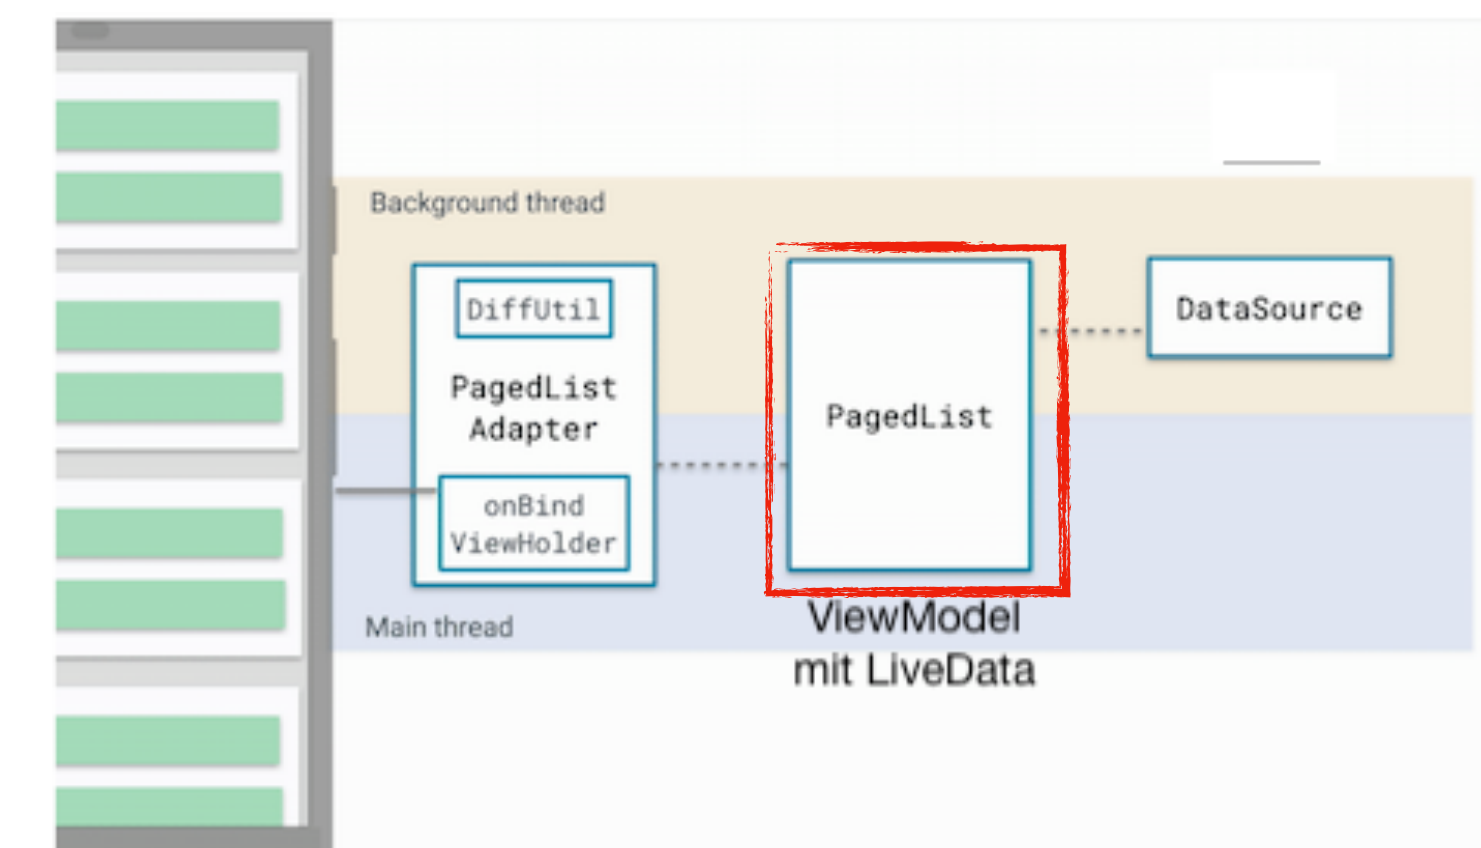 Background thread
DiffUtil
PagedList
Adapter
onBind
ViewHolder
PagedList
DataSource
Main thread
ViewModel
mit LiveData